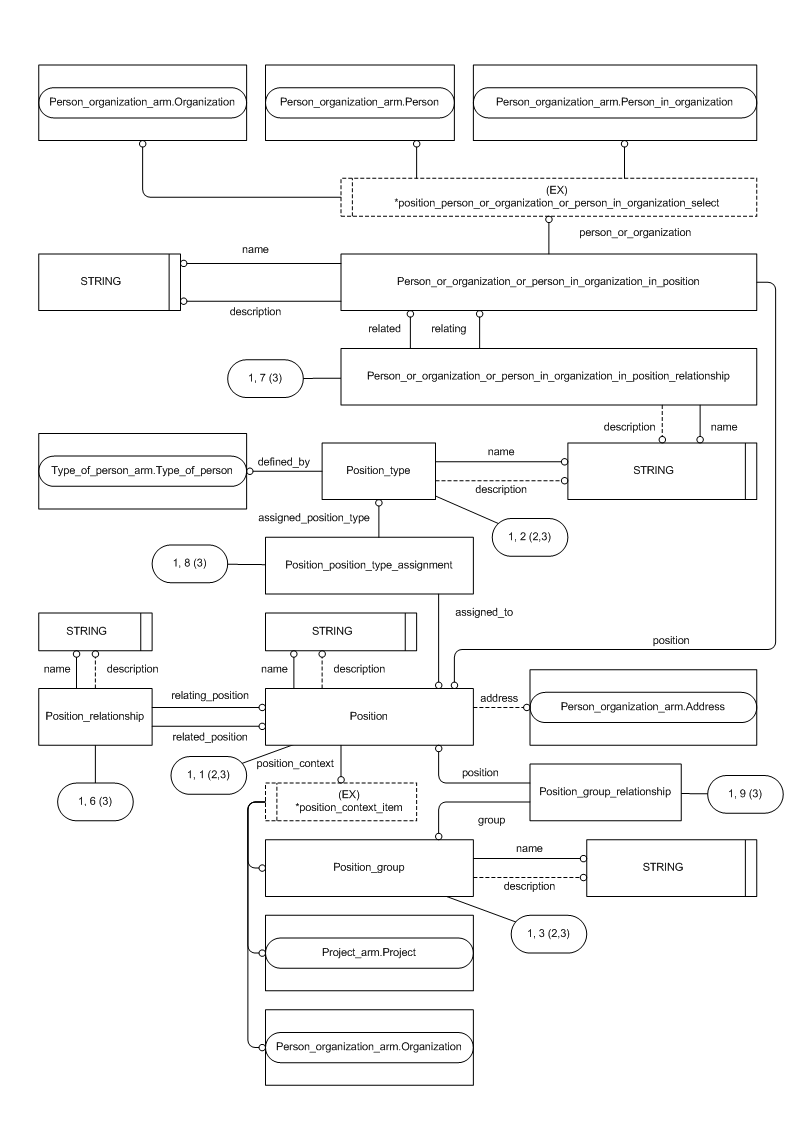 Person_organization_arm.Organization
Person_organization_arm.Person
Person_organization_arm.Person_in_organization
(EX)
*position_person_or_organization_or_person_in_organization_select
person_or_organization
name
STRING
Person_or_organization_or_person_in_organization_in_position
description
related
relating
1, 7 (3)
Person_or_organization_or_person_in_organization_in_position_relationship
description
name
Type_of_person_arm.Type_of_person
defined_by
Position_type
name
description
STRING
assigned_position_type
1, 2 (2,3)
1, 8 (3)
Position_position_type_assignment
assigned_to
STRING
STRING
position
name
description
name
description
Position_relationship
relating_position
related_position
Position
address
Person_organization_arm.Address
1, 6 (3)
1, 1 (2,3)
position_context
position
Position_group_relationship
1, 9 (3)
(EX)
*position_context_item
group
Position_group
name
description
STRING
1, 3 (2,3)
Project_arm.Project
Person_organization_arm.Organization